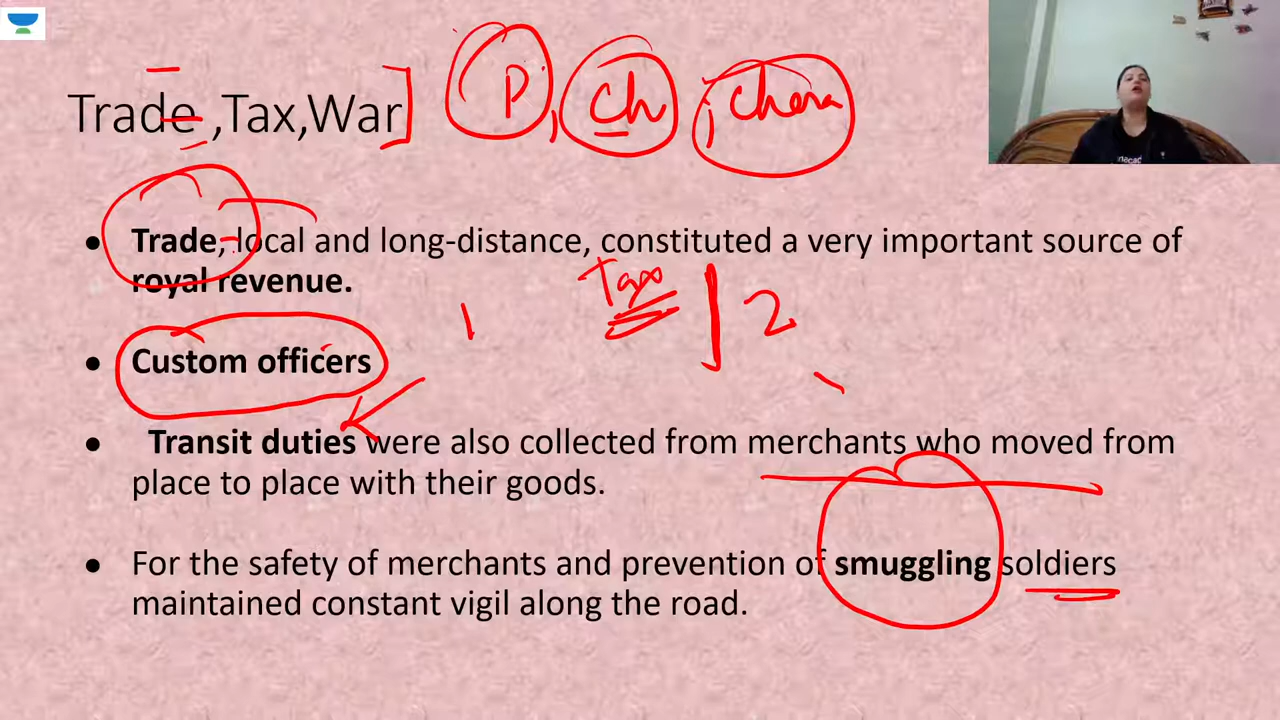 Trade ,Tax,War] P , ch , chera
• Trade, local and long-distance, constituted a very important source of
royal revenue.
1 Tax 2
• Custom officers
• Transit duties were also collected from merchants who moved from
place to place with their goods.
• For the safety of merchants and prevention of smuggling soldiers
maintained constant vigil along the road.